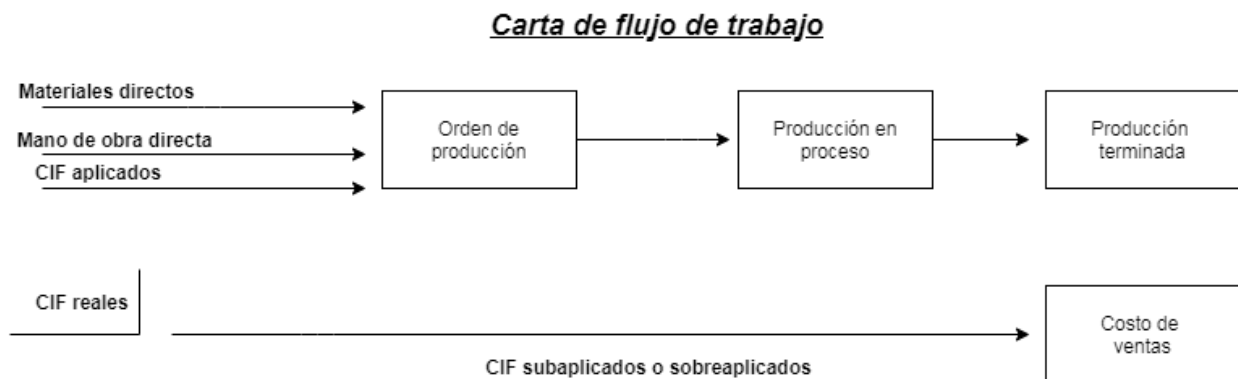 Carta de flujo de trabajo
Materiales directos
Mano de obra directa
CIF aplicados
Orden de
producción
Producción en
proceso
Producción
terminada
CIF reales
CIF subaplicados o sobreaplicados
Costo de
ventas